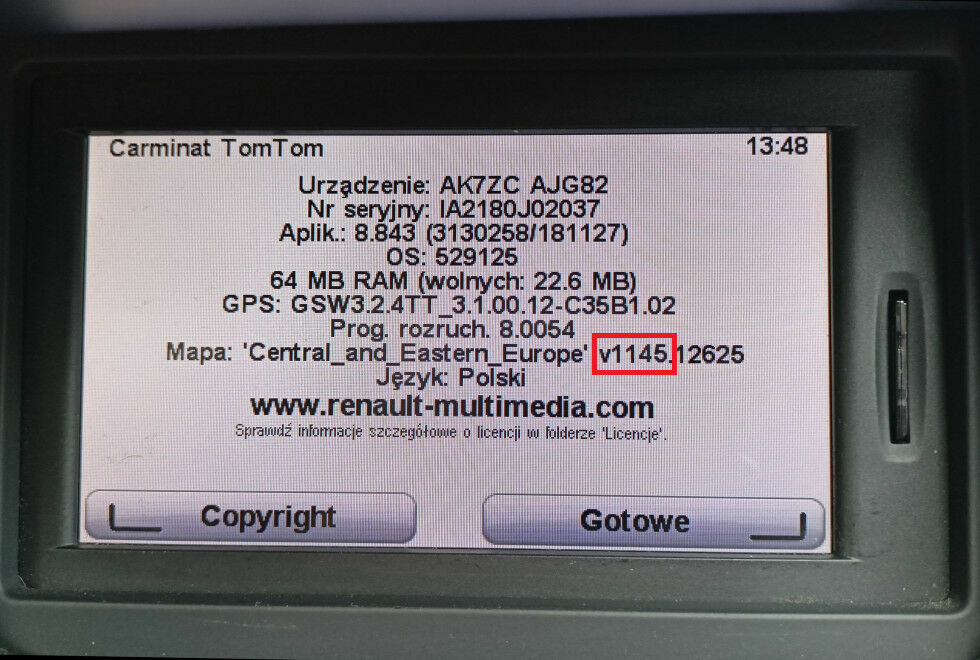 Carminat TomTom 13:48
Urządzenie: AK7ZC AJG82
Nr seryjny: IA2180J02037
Aplik.: 8.843 (3130258/181127)
OS: 529125
64 MB RAM (wolnych: 22.6 MB)
GPS: GSW3.2.4TT_3.1.00.12-C35B1.02
Prog. rozruch. 8.0054
Mapa: 'Central_and_Eastern_Europe' v1145.12625
Język: Polski
www.renault-multimedia.com
Sprawdź informacje szczegółowe o licencji w folderze 'Licencje'.
Copyright Gotowe